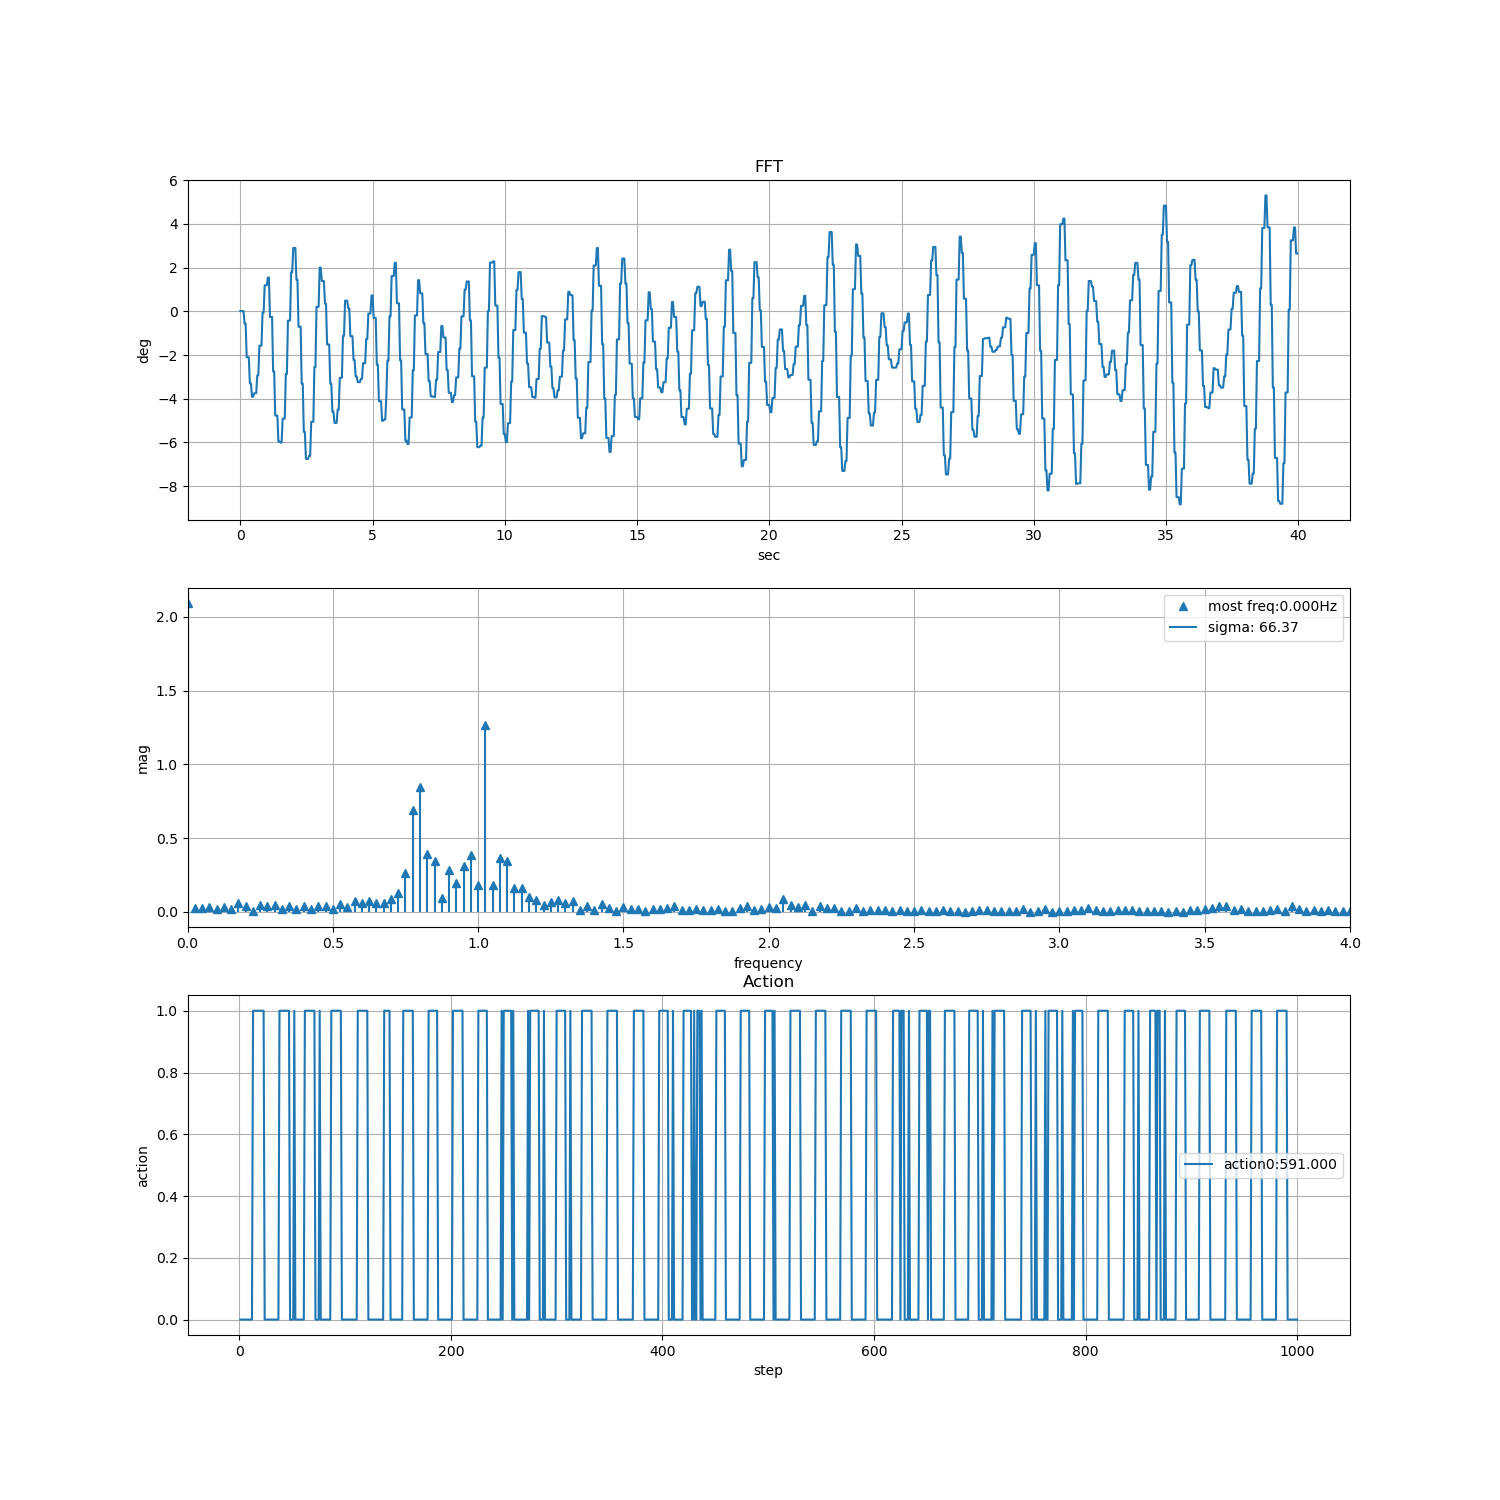 FFT
6
4
2
0
−2
−4
−6
−8
deg
0 5 10 15 20 25 30 35 40
sec
2.0
1.5
1.0
0.5
0.0
mag
most freq:0.000Hz
sigma: 66.37
0.0 0.5 1.0 1.5 2.0 2.5 3.0 3.5 4.0
frequency
Action
1.0
0.8
0.6
0.4
0.2
0.0
action
action0:591.000
0 200 400 600 800 1000
step